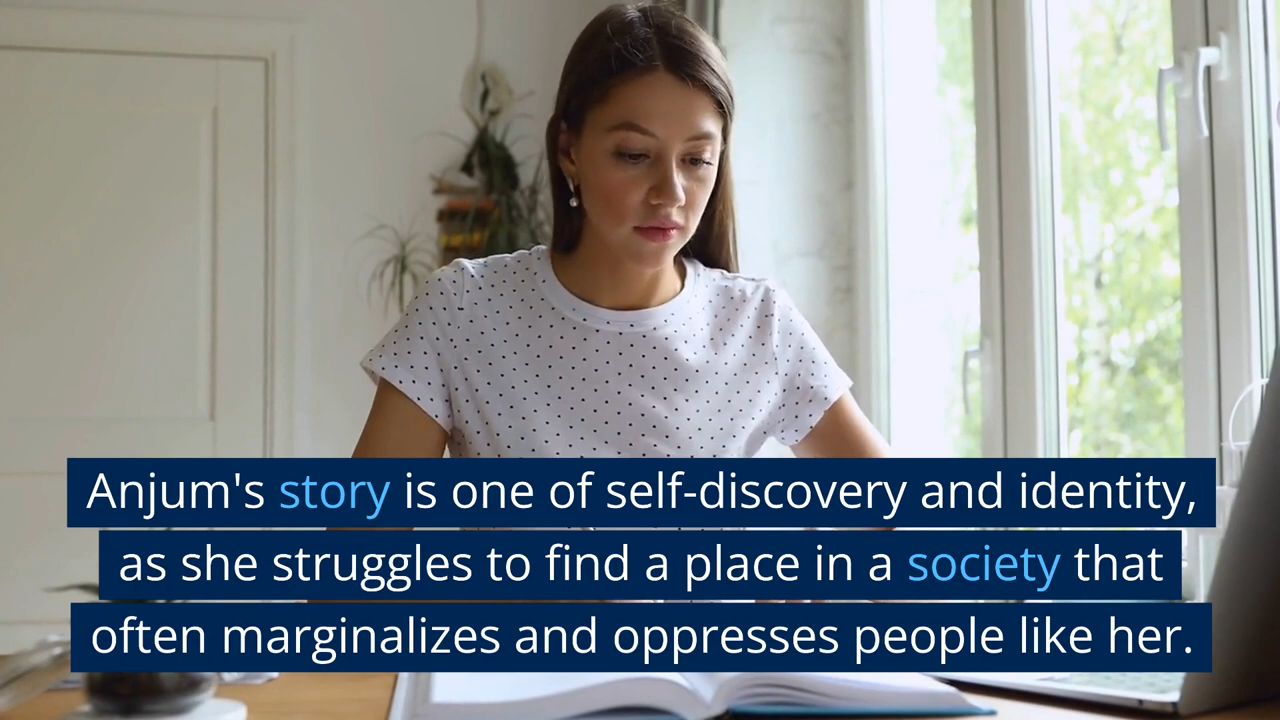 Anjum's story is one of self-discovery and identity,
as she struggles to find a place in a society that
often marginalizes and oppresses people like her.